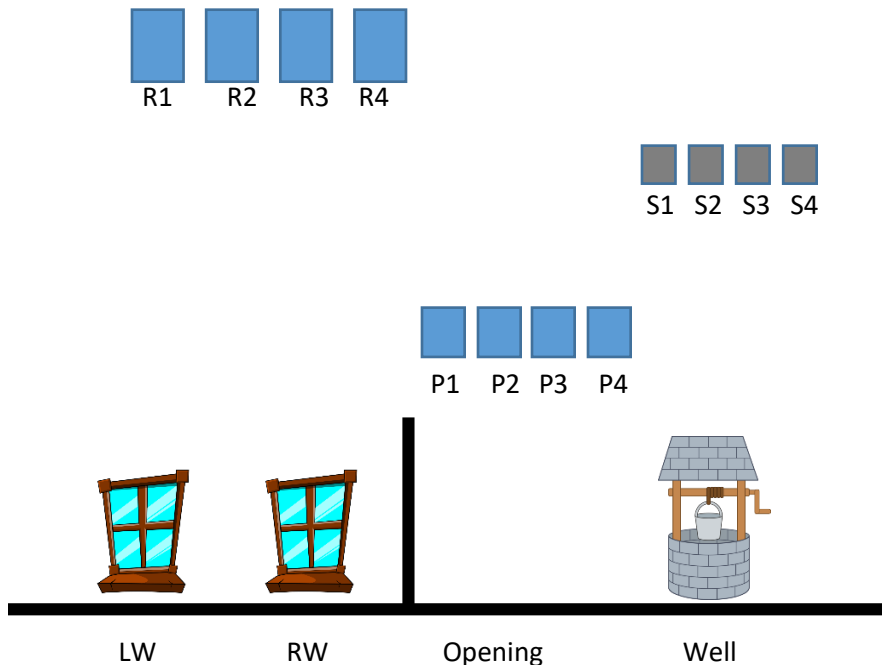 R1 R2 R3 R4
S1 S2 S3 S4
P1 P2 P3 P4
LW RW Opening Well